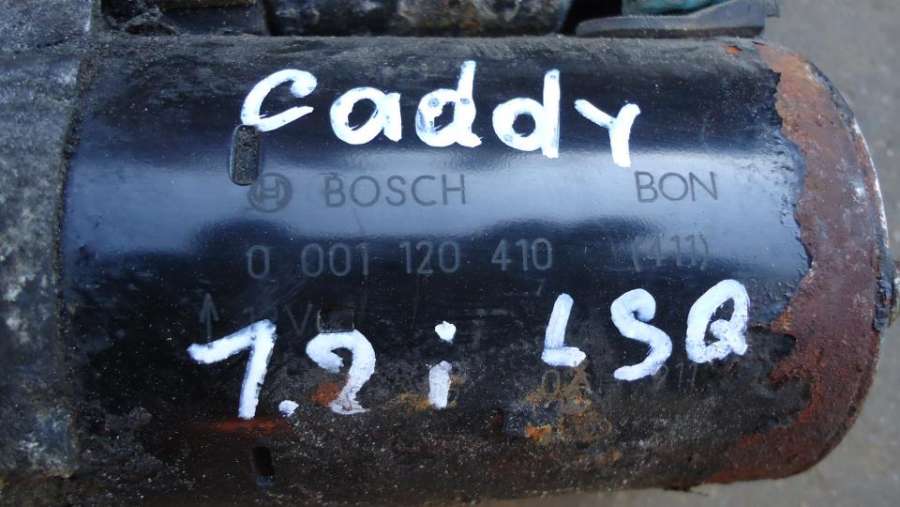 Caddy
BOSCH BON
0 001 120 410 (411)
1.2i LSQ